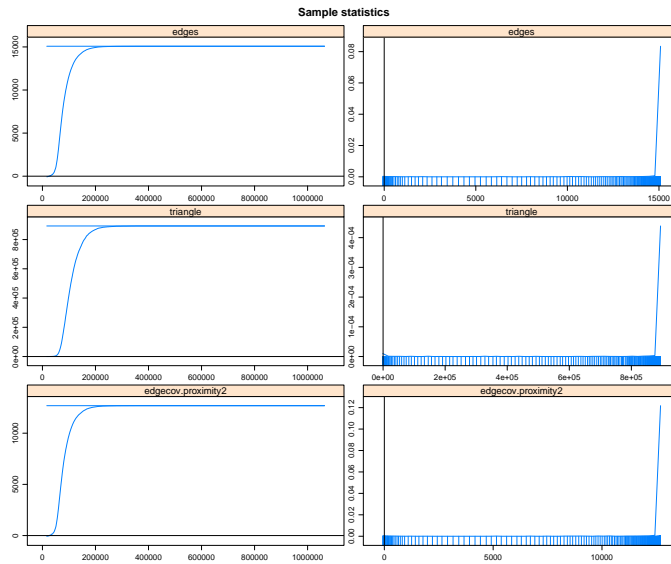 Sample statistics
edges
edges
0 5000 10000 15000
0.00 0.02 0.04 0.06 0.08
0 200000 400000 600000 800000 1000000
0 5000 10000 15000
triangle
triangle
0e+00 2e+05 4e+05 6e+05 8e+05
0e+00 1e-04 2e-04 3e-04 4e-04
0 200000 400000 600000 800000 1000000
0e+00 2e+05 4e+05 6e+05 8e+05
edgecov.proximity2
edgecov.proximity2
0 5000 10000
0.00 0.02 0.04 0.06 0.08 0.10 0.12
0 200000 400000 600000 800000 1000000
0 5000 10000